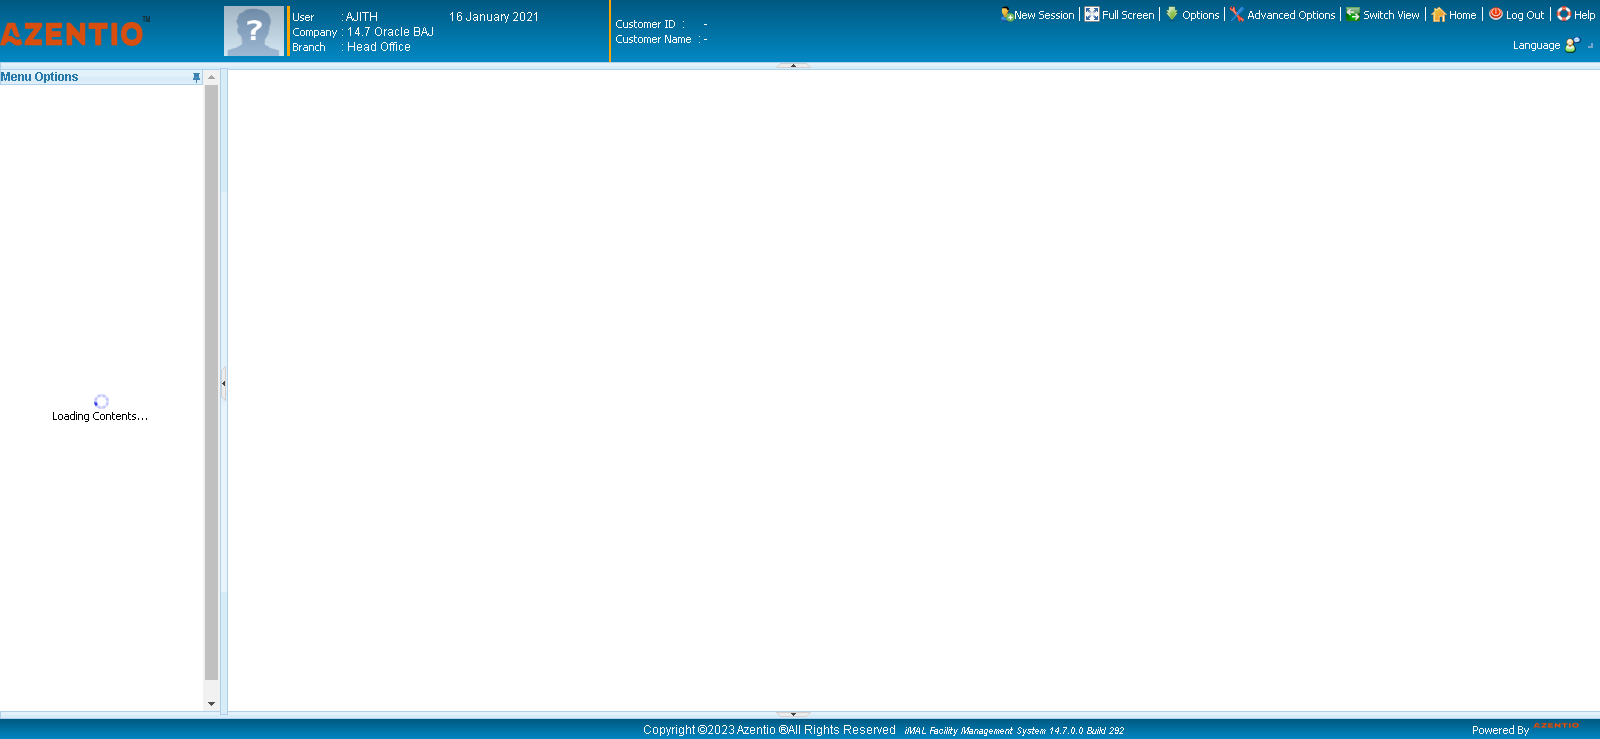 AZENTIO™
User : AJITH 16 January 2021
Company : 14.7 Oracle BAJ
Branch : Head Office
Customer ID : -
Customer Name : -
New Session | Full Screen | Options | Advanced Options | Switch View | Home | Log Out | Help
Language
Menu Options
Loading Contents...
Copyright ©2023 Azentio ®All Rights Reserved iMAL Facility Management System 14.7.0.0 Build 292
Powered By AZENTIO